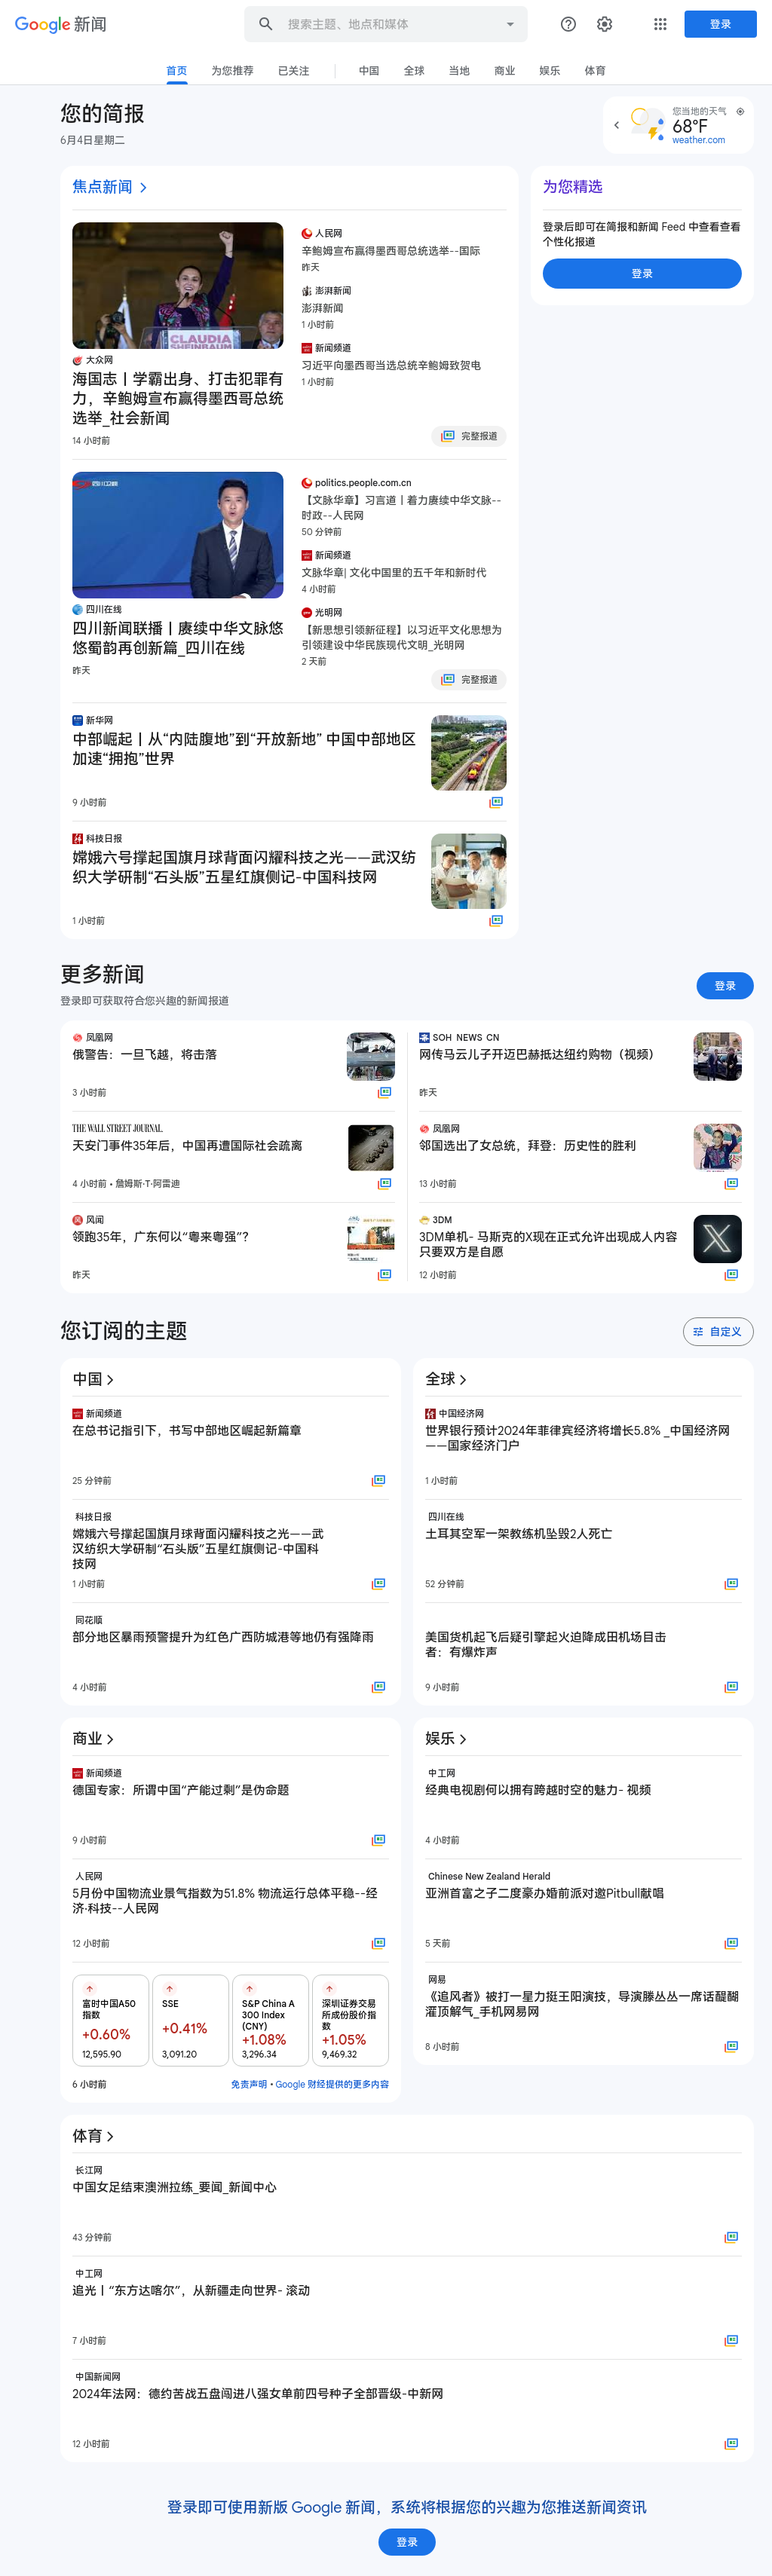 Google 新闻
搜索主题、地点和媒体
登录
首页
为您推荐
已关注
中国
全球
当地
商业
娱乐
体育
您的简报
6月4日星期二
您当地的天气
68°F
weather.com
焦点新闻
大众网
海国志丨学霸出身、打击犯罪有
力，辛鲍姆宣布赢得墨西哥总统
选举_社会新闻
14 小时前
人民网
辛鲍姆宣布赢得墨西哥总统选举--国际
昨天
澎湃新闻
澎湃新闻
1 小时前
新闻频道
习近平向墨西哥当选总统辛鲍姆致贺电
1 小时前
完整报道
四川在线
四川新闻联播丨赓续中华文脉悠
悠蜀韵再创新篇_四川在线
昨天
politics.people.com.cn
【文脉华章】习言道丨着力赓续中华文脉--
时政--人民网
50 分钟前
新闻频道
文脉华章| 文化中国里的五千年和新时代
4 小时前
光明网
【新思想引领新征程】以习近平文化思想为
引领建设中华民族现代文明_光明网
2 天前
完整报道
新华网
中部崛起丨从“内陆腹地”到“开放新地” 中国中部地区
加速“拥抱”世界
9 小时前
科技日报
嫦娥六号撑起国旗月球背面闪耀科技之光——武汉纺
织大学研制“石头版”五星红旗侧记-中国科技网
1 小时前
为您精选
登录后即可在简报和新闻 Feed 中查看查看
个性化报道
登录
更多新闻
登录即可获取符合您兴趣的新闻报道
登录
凤凰网
俄警告：一旦飞越，将击落
3 小时前
SOH NEWS CN
网传马云儿子开迈巴赫抵达纽约购物（视频）
昨天
THE WALL STREET JOURNAL.
天安门事件35年后，中国再遭国际社会疏离
4 小时前 • 詹姆斯·T·阿雷迪
凤凰网
邻国选出了女总统，拜登：历史性的胜利
13 小时前
风闻
领跑35年，广东何以“粤来粤强”？
昨天
3DM
3DM单机- 马斯克的X现在正式允许出现成人内容
只要双方是自愿
12 小时前
您订阅的主题
自定义
中国
新闻频道
在总书记指引下，书写中部地区崛起新篇章
25 分钟前
科技日报
嫦娥六号撑起国旗月球背面闪耀科技之光——武
汉纺织大学研制“石头版”五星红旗侧记-中国科
技网
1 小时前
同花顺
部分地区暴雨预警提升为红色广西防城港等地仍有强降雨
4 小时前
全球
中国经济网
世界银行预计2024年菲律宾经济将增长5.8% _中国经济网
——国家经济门户
1 小时前
四川在线
土耳其空军一架教练机坠毁2人死亡
52 分钟前
美国货机起飞后疑引擎起火迫降成田机场目击
者：有爆炸声
9 小时前
商业
新闻频道
德国专家：所谓中国“产能过剩”是伪命题
9 小时前
人民网
5月份中国物流业景气指数为51.8% 物流运行总体平稳--经
济·科技--人民网
12 小时前
富时中国A50
指数
+0.60%
12,595.90
SSE
+0.41%
3,091.20
S&P China A
300 Index
(CNY)
+1.08%
3,296.34
深圳证券交易
所成份股价指
数
+1.05%
9,469.32
6 小时前
免责声明 • Google 财经提供的更多内容
娱乐
中工网
经典电视剧何以拥有跨越时空的魅力- 视频
4 小时前
Chinese New Zealand Herald
亚洲首富之子二度豪办婚前派对邀Pitbull献唱
5 天前
网易
《追风者》被打一星力挺王阳演技，导演滕丛丛一席话醍醐
灌顶解气_手机网易网
8 小时前
体育
长江网
中国女足结束澳洲拉练_要闻_新闻中心
43 分钟前
中工网
追光丨“东方达喀尔”，从新疆走向世界- 滚动
7 小时前
中国新闻网
2024年法网：德约苦战五盘闯进八强女单前四号种子全部晋级-中新网
12 小时前
登录即可使用新版 Google 新闻，系统将根据您的兴趣为您推送新闻资讯
登录